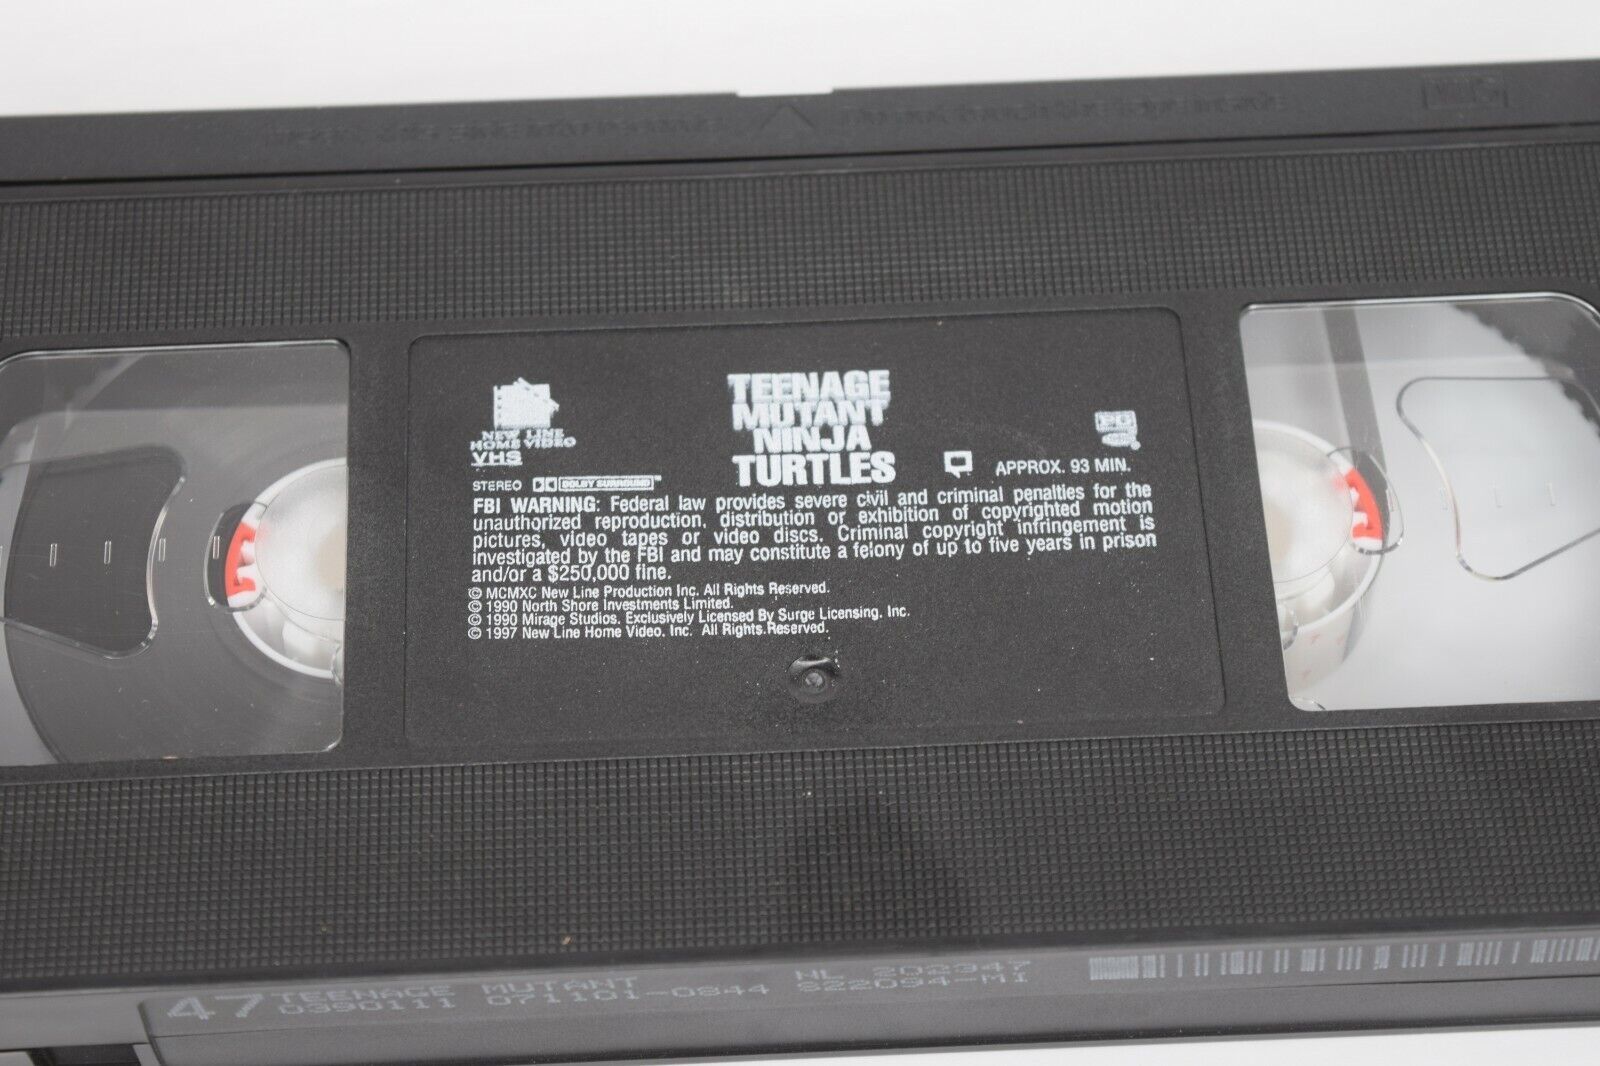 TEENAGE
MUTANT
NINJA
TURTLES
NEW LINE
HOME VIDEO
VHS
PG
STEREO DOLBY SURROUND™
APPROX. 93 MIN.
FBI WARNING: Federal law provides severe civil and criminal penalties for the
unauthorized reproduction, distribution or exhibition of copyrighted motion
pictures, video tapes or video discs. Criminal copyright infringement is
investigated by the FBI and may constitute a felony of up to five years in prison
and/or a $250,000 fine.
© MCMXC New Line Production Inc. All Rights Reserved.
© 1990 North Shore Investments Limited.
© 1990 Mirage Studios. Exclusively Licensed By Surge Licensing, Inc.
© 1997 New Line Home Video, Inc. All Rights Reserved.
47 TEENAGE MUTANT NL 202347
0390111 071101-0844 822094-MI